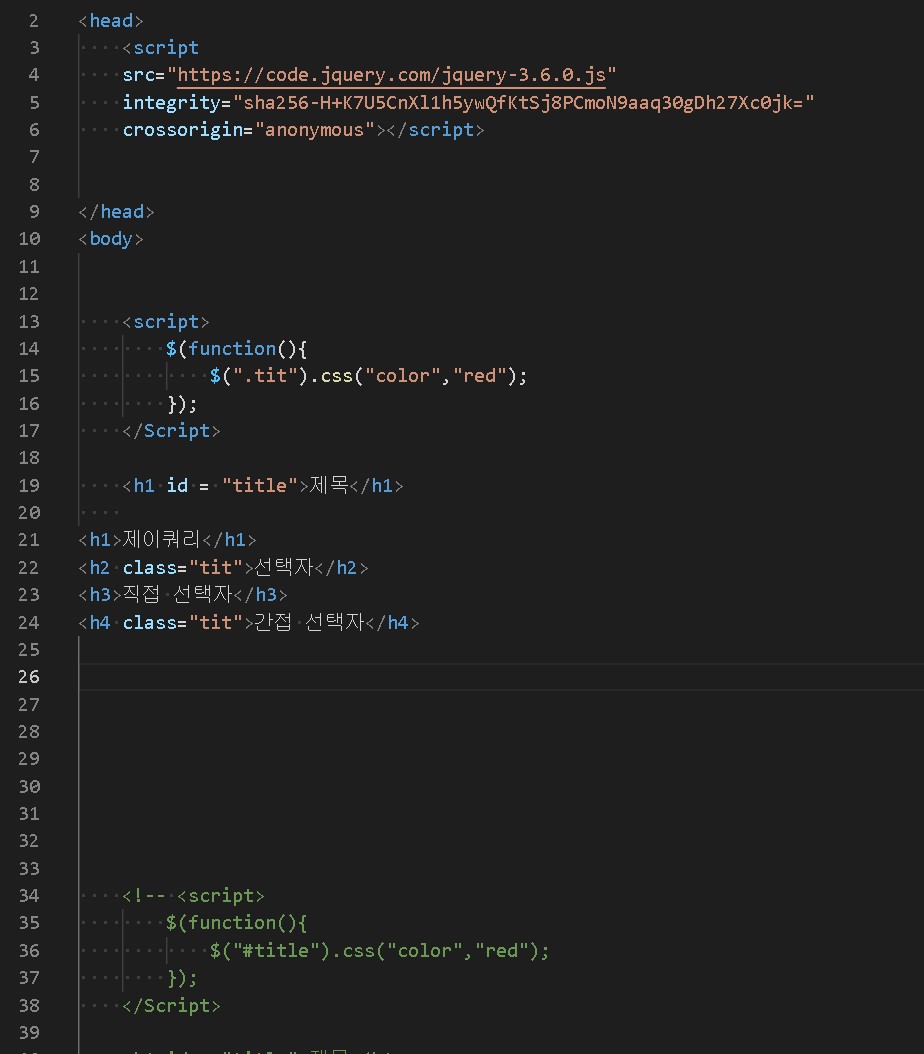 2 <head>
3 <script
4 src="https://code.jquery.com/jquery-3.6.0.js"
5 integrity="sha256-H+K7U5CnXl1h5ywQfKtSj8PCmoN9aaq30gDh27Xc0jk="
6 crossorigin="anonymous"></script>
7
8
9 </head>
10 <body>
11
12
13 <script>
14 $(function(){
15 $(".tit").css("color","red");
16 });
17 </Script>
18
19 <h1 id = "title">제목</h1>
20
21 <h1>제이쿼리</h1>
22 <h2 class="tit">선택자</h2>
23 <h3>직접 선택자</h3>
24 <h4 class="tit">간접 선택자</h4>
25
26
27
28
29
30
31
32
33
34 <!-- <script>
35 $(function(){
36 $("#title").css("color","red");
37 });
38 </Script>
39